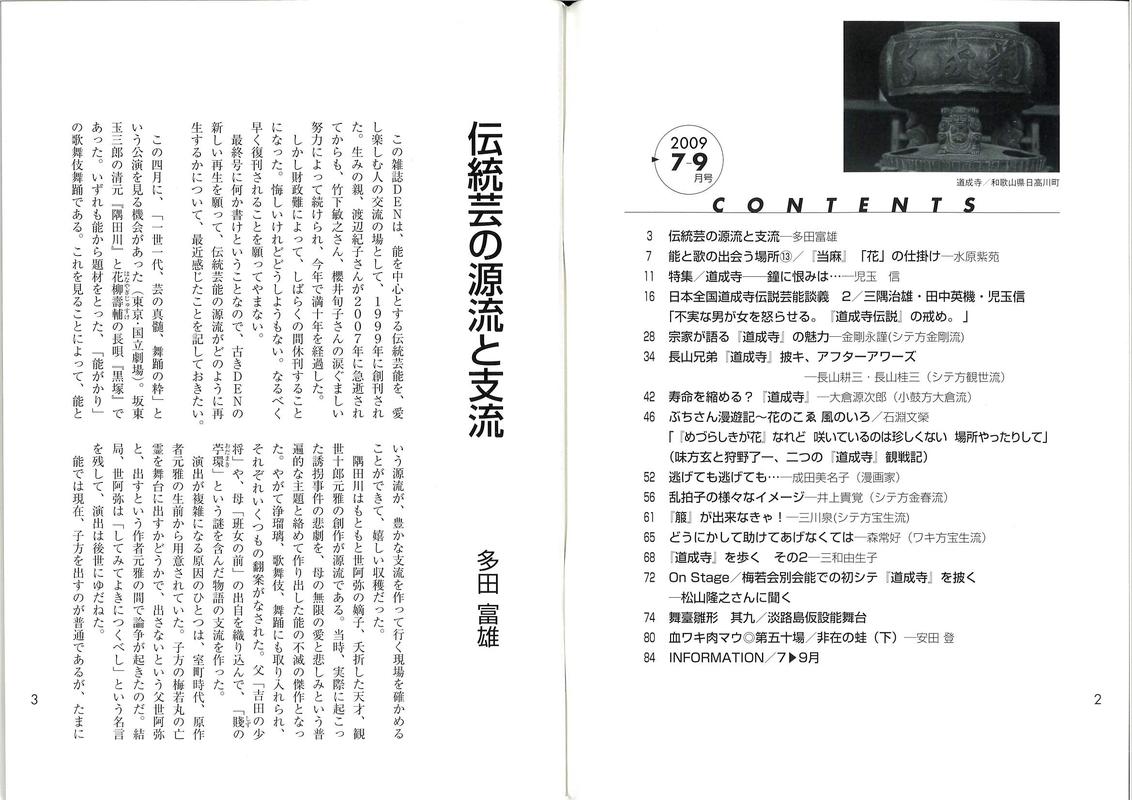 道成寺／和歌山県日高川町
2009
7-9
月号
CONTENTS
3 伝統芸の源流と支流─多田富雄
7 能と歌の出会う場所⑬／『当麻』「花」の仕掛け─水原紫苑
11 特集／道成寺──鐘に恨みは…─児玉 信
16 日本全国道成寺伝説芸能談義 2／三隅治雄・田中英機・児玉信
「不実な男が女を怒らせる。『道成寺伝説』の戒め。」
28 宗家が語る『道成寺』の魅力─金剛永謹(シテ方金剛流)
34 長山兄弟『道成寺』披キ、アフターアワーズ
─長山耕三・長山桂三（シテ方観世流）
42 寿命を縮める？『道成寺』─大倉源次郎（小鼓方大倉流）
46 ぶちさん漫遊記〜花のこゑ 風のいろ／石淵文榮
「『めづらしきが花』なれど 咲いているのは珍しくない 場所やったりして」
（味方玄と狩野了一、二つの『道成寺』観戦記）
52 逃げても逃げても…─成田美名子（漫画家）
56 乱拍子の様々なイメージ─井上貴覚（シテ方金春流）
61 『箙』が出来なきゃ！─三川泉(シテ方宝生流)
65 どうにかして助けてあげなくては─森常好（ワキ方宝生流）
68 『道成寺』を歩く その2─三和由生子
72 On Stage／梅若会別会能での初シテ『道成寺』を披く
─松山隆之さんに聞く
74 舞臺雛形 其九／淡路島仮設能舞台
80 血ワキ肉マウ◎第五十場／非在の蛙（下）─安田 登
84 INFORMATION／7▶9月
2
伝統芸の源流と支流
多田 富雄
この雑誌ＤＥＮは、能を中心とする伝統芸能を、愛
し楽しむ人の交流の場として、１９９９年に創刊され
た。生みの親、渡辺紀子さんが２００７年に急逝され
てからも、竹下敏之さん、櫻井旬子さんの涙ぐましい
努力によって続けられ、今年で満十年を経過した。
しかし財政難によって、しばらくの間休刊すること
になった。悔しいけれどどうしようもない。なるべく
早く復刊されることを願ってやまない。
最終号に何か書けということなので、古きＤＥＮの
新しい再生を願って、伝統芸能の源流がどのように再
生するかについて、最近感じたことを記しておきたい。
この四月に、「一世一代、芸の真髄、舞踊の粋」と
いう公演を見る機会があった（東京・国立劇場）。坂東
玉三郎の清元『隅田川』と花柳壽輔の長唄『黒塚』で
はなやぎじゅすけ
あった。いずれも能から題材をとった、「能がかり」
の歌舞伎舞踊である。これを見ることによって、能と
いう源流が、豊かな支流を作って行く現場を確かめる
ことができて、嬉しい収穫だった。
隅田川はもともと世阿弥の嫡子、夭折した天才、観
世十郎元雅の創作が源流である。当時、実際に起こっ
た誘拐事件の悲劇を、母の無限の愛と悲しみという普
遍的な主題と絡めて作り出した能の不滅の傑作となっ
た。やがて浄瑠璃、歌舞伎、舞踊にも取り入れられ、
それぞれいくつもの翻案がなされた。父「吉田の少
将」や、母「班女の前」の出自を織り込んで、「賤の
しず
苧環」という謎を含んだ物語の支流を作った。
おだまき
演出が複雑になる原因のひとつは、室町時代、原作
者元雅の生前から用意されていた。子方の梅若丸の亡
霊を舞台に出すかどうかで、出さないという父世阿弥
と、出すという作者元雅の間で論争が起きたのだ。結
局、世阿弥は「してみてよきにつくべし」という名言
を残して、演出は後世にゆだねた。
能では現在、子方を出すのが普通であるが、たまに
3